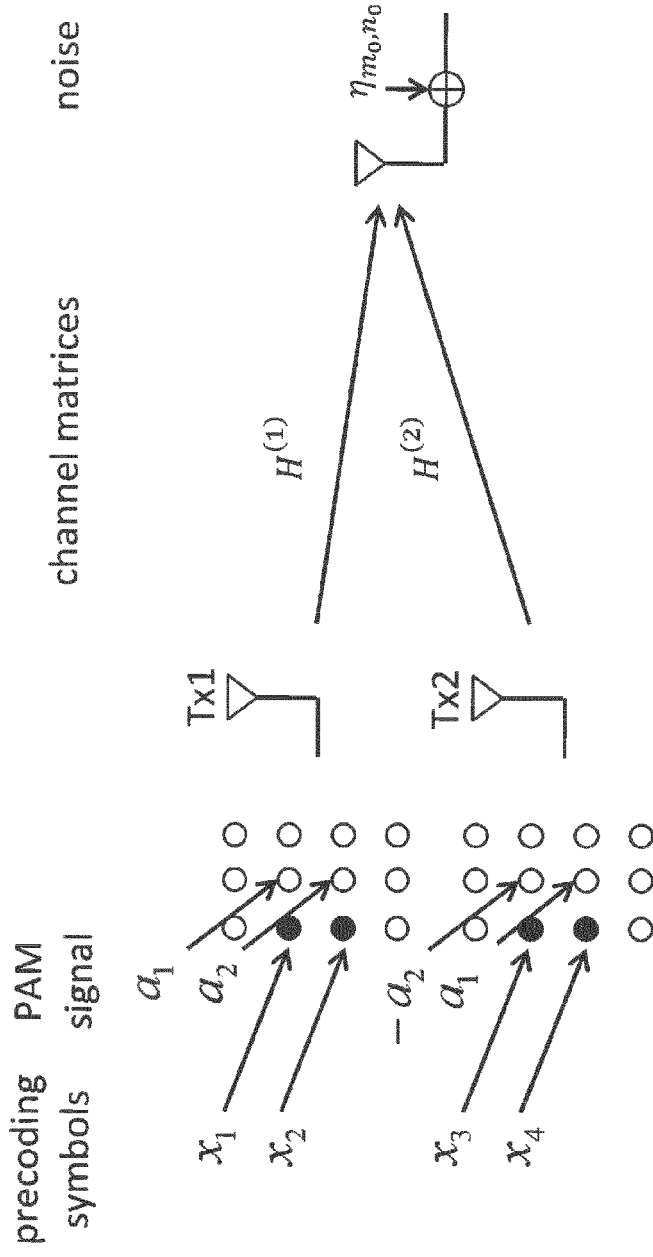 precoding
symbols
PAM
signal
channel matrices
noise
x₁
x₂
a₁
a₂
Tx1
H⁽¹⁾
ηₘ₀,ₙ₀
x₃
x₄
−a₂
a₁
Tx2
H⁽²⁾